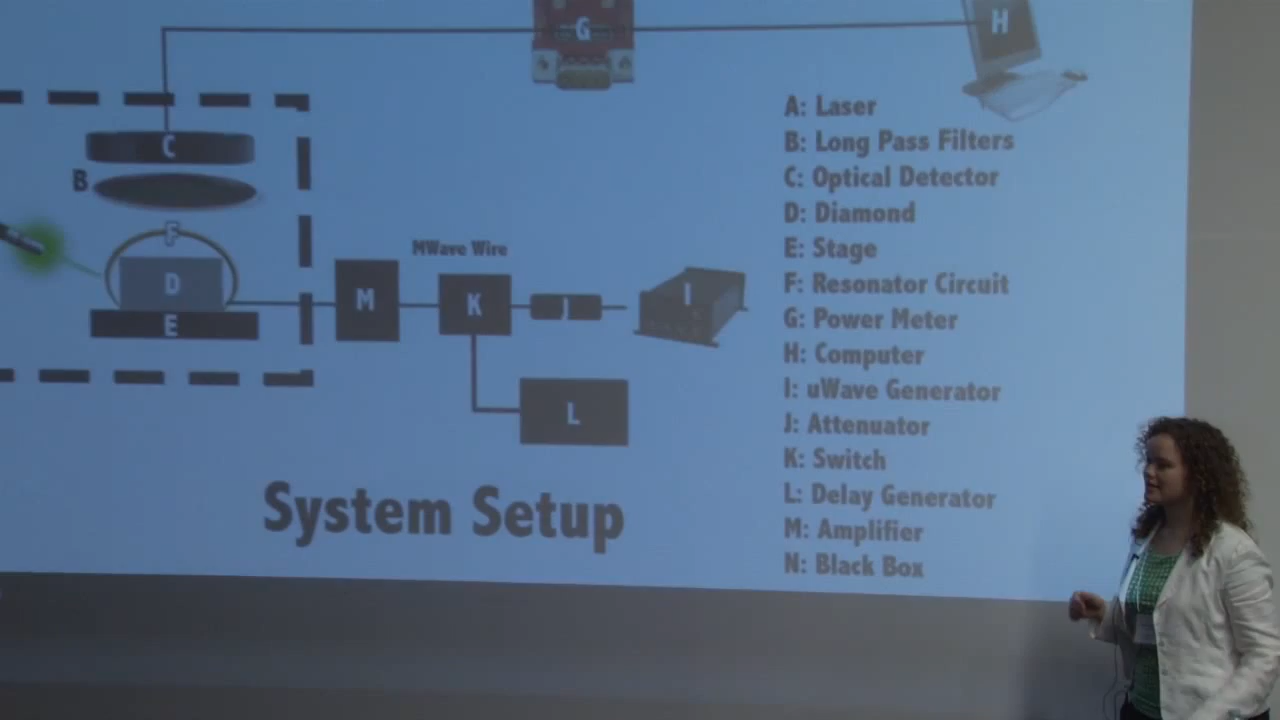 G
H
A: Laser
C
B: Long Pass Filters
B
C: Optical Detector
D: Diamond
F
MWave Wire
E: Stage
D
M
K
J
I
F: Resonator Circuit
E
G: Power Meter
H: Computer
I: uWave Generator
L
J: Attenuator
K: Switch
System Setup
L: Delay Generator
M: Amplifier
N: Black Box